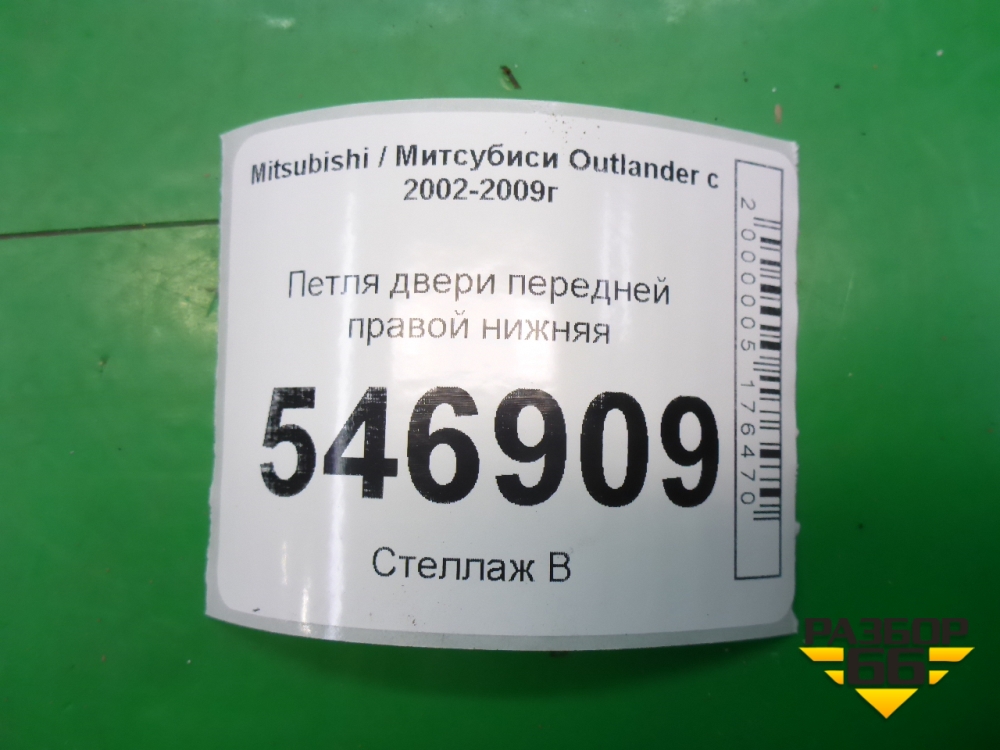 Mitsubishi / Митсубиси Outlander с
2002-2009г
Петля двери передней
правой нижняя
546909
Стеллаж В
2000005176470
РАЗБОР
66